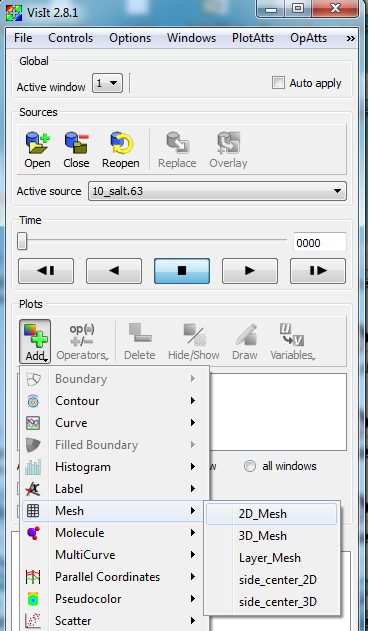 VisIt 2.8.1
File Controls Options Windows PlotAtts OpAtts »
Global
Active window 1 Auto apply
Sources
Open Close Reopen Replace Overlay
Active source 10_salt.63
Time
0000
Plots
op(u)
+/-
Add Operators Delete Hide/Show Draw Variables
Boundary
Contour
Curve
Filled Boundary
Histogram
all windows
Label
Mesh
2D_Mesh
Molecule
3D_Mesh
MultiCurve
Layer_Mesh
Parallel Coordinates
side_center_2D
Pseudocolor
side_center_3D
Scatter